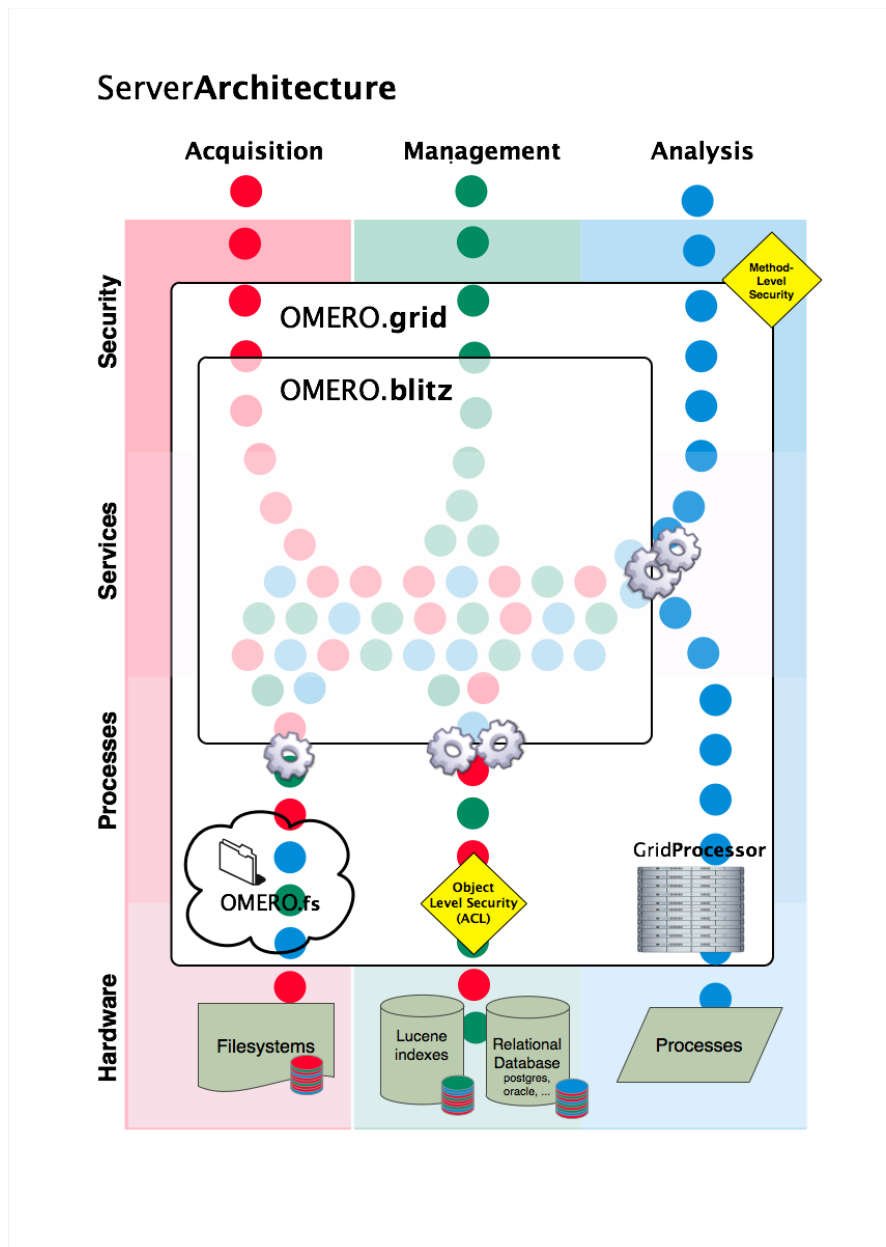 ServerArchitecture
Acquisition
Management
Analysis
Security
Method-
Level
Security
OMERO.grid
OMERO.blitz
Services
Processes
GridProcessor
OMERO.fs
Object
Level Security
(ACL)
Hardware
Filesystems
Lucene
indexes
Relational
Database
postgres,
oracle, ...
Processes